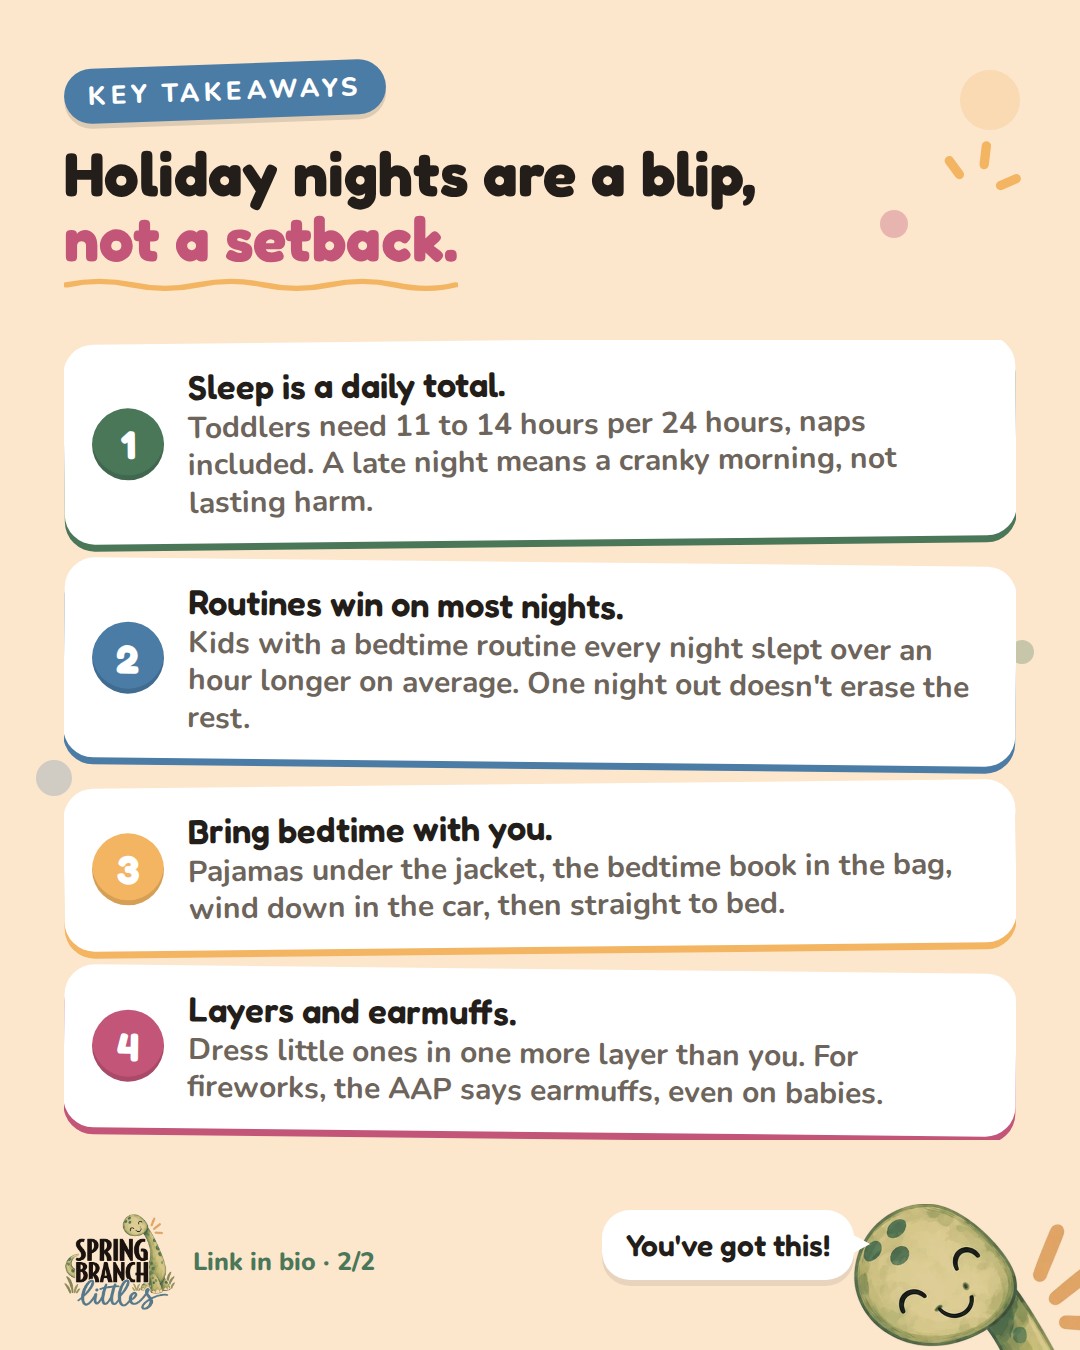 KEY TAKEAWAYS
Holiday nights are a blip,
not a setback.
1
Sleep is a daily total.
Toddlers need 11 to 14 hours per 24 hours, naps
included. A late night means a cranky morning, not
lasting harm.
2
Routines win on most nights.
Kids with a bedtime routine every night slept over an
hour longer on average. One night out doesn't erase the
rest.
3
Bring bedtime with you.
Pajamas under the jacket, the bedtime book in the bag,
wind down in the car, then straight to bed.
4
Layers and earmuffs.
Dress little ones in one more layer than you. For
fireworks, the AAP says earmuffs, even on babies.
SPRING
BRANCH
littles
Link in bio · 2/2
You've got this!